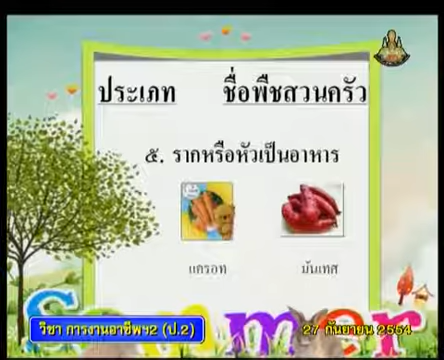 ประเภท ชื่อพืชสวนครัว
๕. รากหรือหัวเป็นอาหาร
แครอท มันเทศ
Summer
วิชา การงานอาชีพฯ2 (ป.2) 27 กันยายน 2554